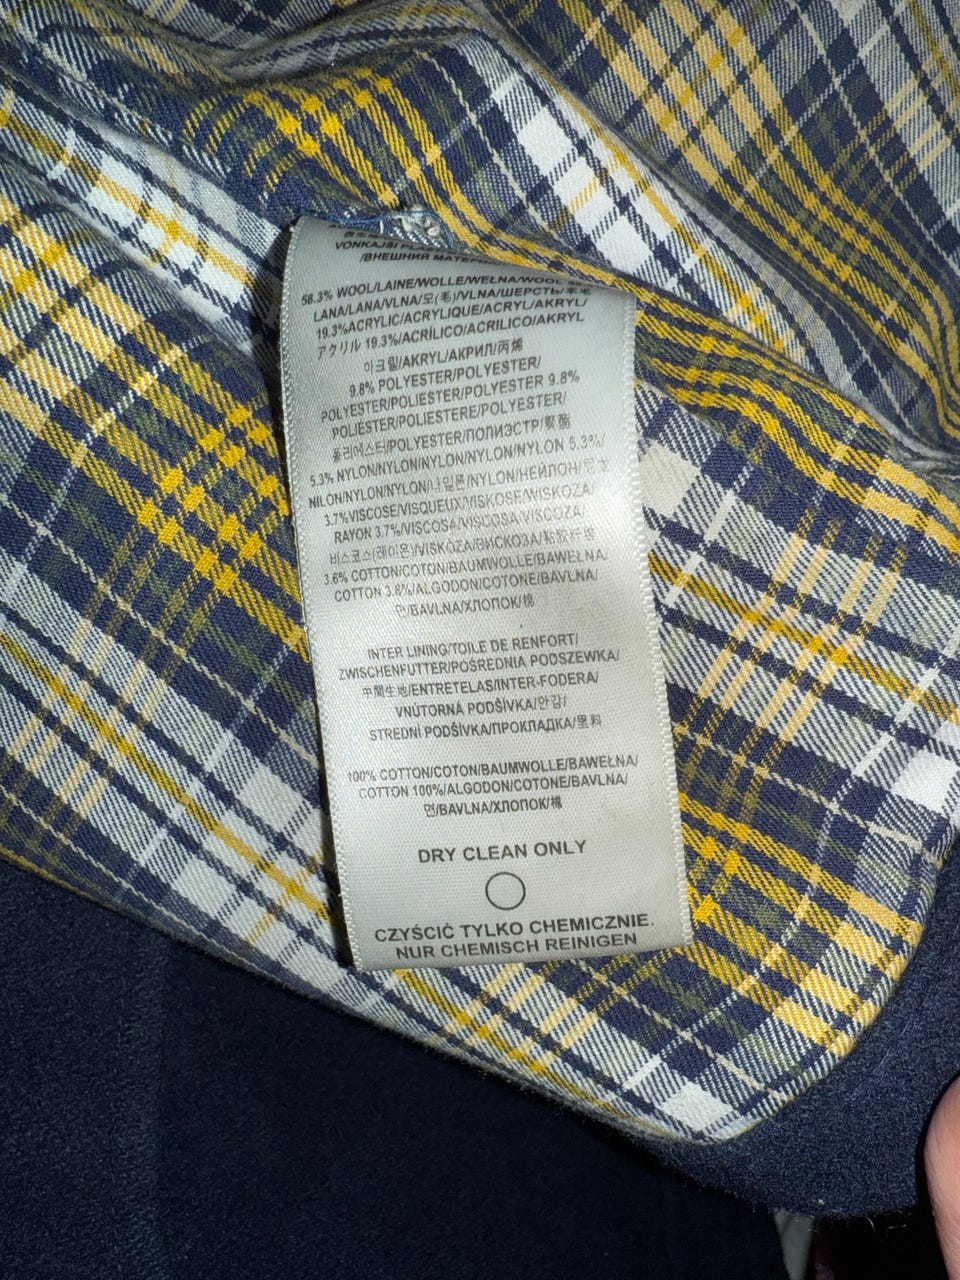 VONKAJŠÍ
/ВНЕШНИЙ
58.3% WOOL/LAINE/WOLLE/WEŁNA/WOOL
LANA/LANA/VLNA/모(毛)/VLNA/ШЕРСТЬ/羊毛
19.3%ACRYLIC/ACRYLIQUE/ACRYL/AKRYL/
アクリル 19.3%/ACRÍLICO/ACRILICO/AKRYL
아크릴/AKRYL/АКРИЛ/丙烯
9.8% POLYESTER/POLYESTER/
POLYESTER/POLIESTER/POLYESTER 9.8%
POLIÉSTER/POLIESTERE/POLYESTER/
폴리에스터/POLYESTER/ПОЛИЭСТР/聚酯
5.3% NYLON/NYLON/NYLON/NYLON/NYLON 5.3%/
NILON/NYLON/NYLON/나일론/NYLON/НЕЙЛОН/尼龙
3.7%VISCOSE/VISQUEUX/VISKOSE/WISKOZA/
RAYON 3.7%/VISCOSA/VISCOSA/VISCOZA/
비스코스(레이온)/VISKÓZA/ВИСКОЗА/粘胶纤维
3.6% COTTON/COTON/BAUMWOLLE/BAWEŁNA/
COTTON 3.6%/ALGODON/COTONE/BAVLNA/
면/BAVLNA/ХЛОПОК/棉
INTER LINING/TOILE DE RENFORT/
ZWISCHENFUTTER/POŚREDNIA PODSZEWKA/
中間生地/ENTRETELAS/INTER-FODERA/
VNÚTORNÁ PODŠÍVKA/안감/
STREDNÍ PODŠÍVKA/ПРОКЛАДКА/里料
100% COTTON/COTON/BAUMWOLLE/BAWEŁNA/
COTTON 100%/ALGODON/COTONE/BAVLNA/
면/BAVLNA/ХЛОПОК/棉
DRY CLEAN ONLY
CZYŚCIĆ TYLKO CHEMICZNIE.
NUR CHEMISCH REINIGEN